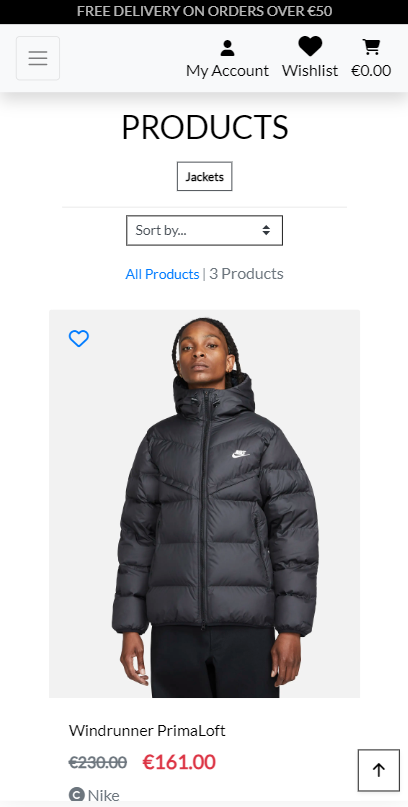 FREE DELIVERY ON ORDERS OVER €50
My Account Wishlist €0.00
PRODUCTS
Jackets
Sort by...
All Products | 3 Products
NIKE
Windrunner PrimaLoft
€230.00 €161.00
Nike